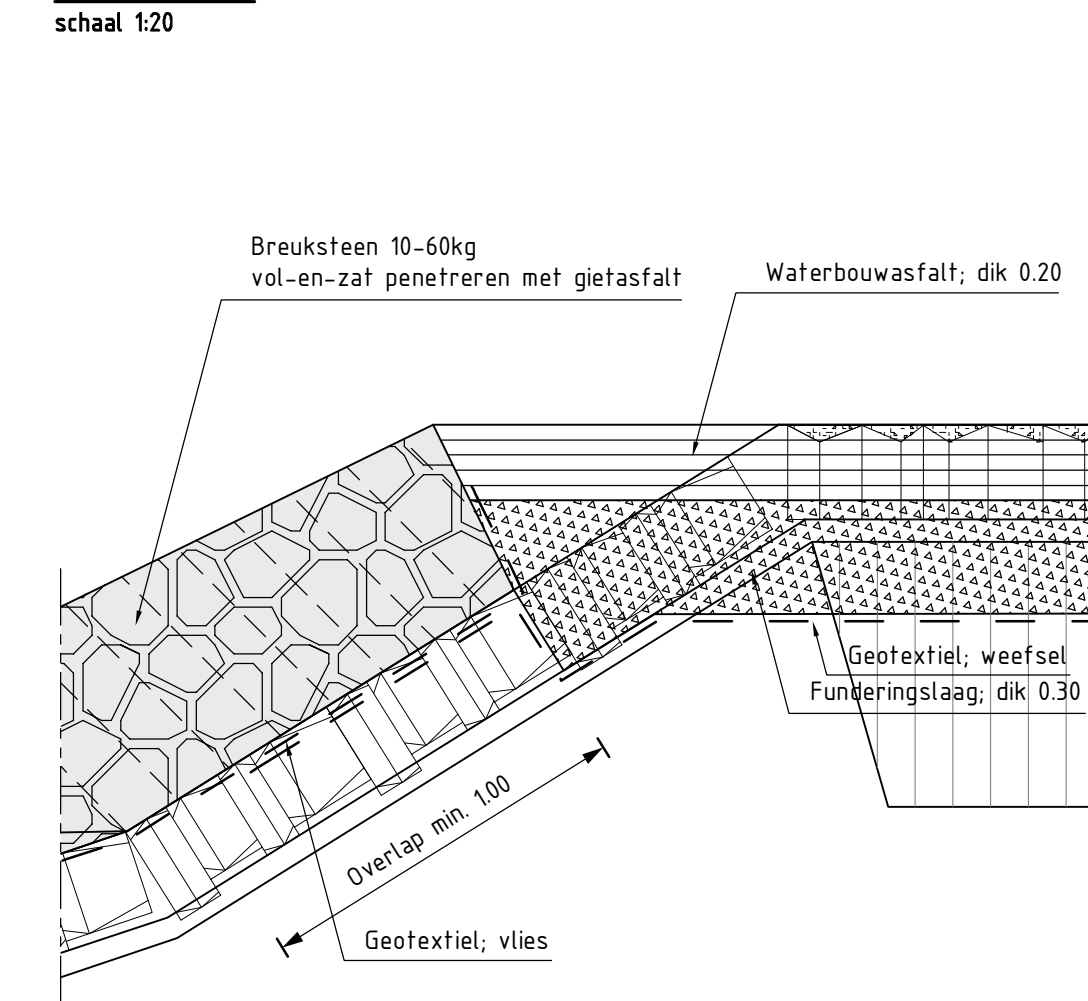 schaal 1:20
Breuksteen 10-60kg
vol-en-zat penetreren met gietasfalt
Waterbouwasfalt; dik 0.20
Geotextiel; weefsel
Funderingslaag; dik 0.30
Overlap min. 1.00
Geotextiel; vlies